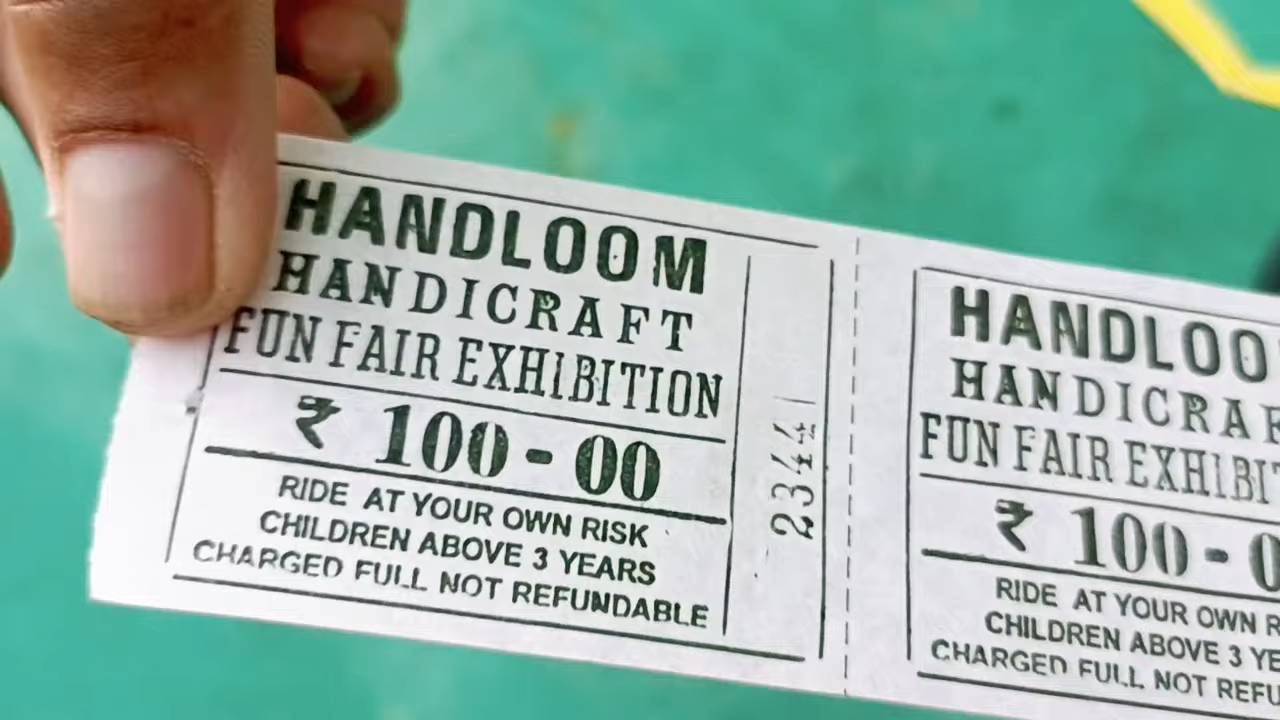 HANDLOOM
HANDICRAFT
FUN FAIR EXHIBITION
₹ 100-00
RIDE AT YOUR OWN RISK
CHILDREN ABOVE 3 YEARS
CHARGED FULL NOT REFUNDABLE
HANDLOO
HANDICRAF
FUN FAIR EXHIBIT
₹ 100-0
RIDE AT YOUR OWN R
CHILDREN ABOVE 3 YE
CHARGED FULL NOT REFU